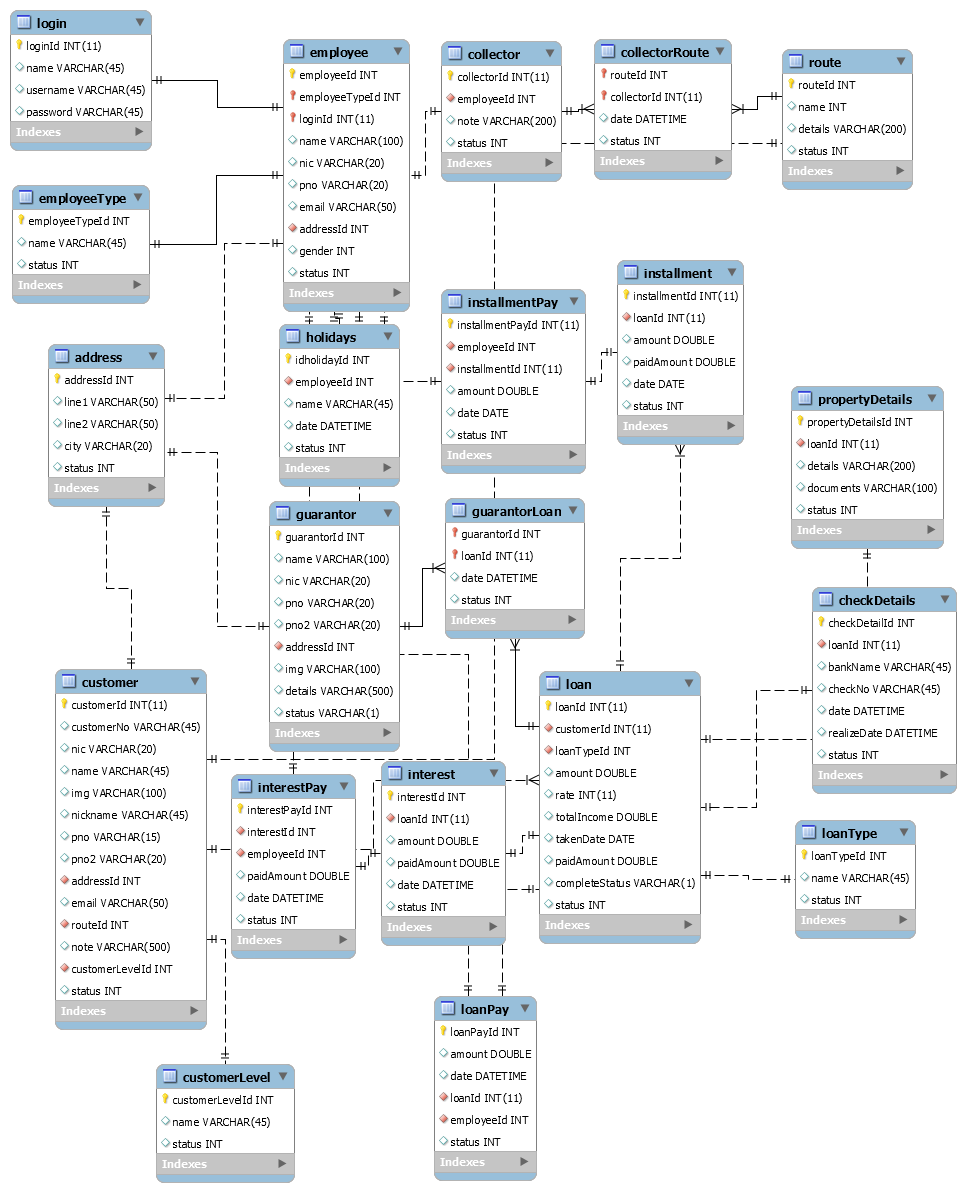 login
loginId INT(11)
name VARCHAR(45)
username VARCHAR(45)
password VARCHAR(45)
Indexes
employee
employeeId INT
employeeTypeId INT
loginId INT(11)
name VARCHAR(100)
nic VARCHAR(20)
pno VARCHAR(20)
email VARCHAR(50)
addressId INT
gender INT
status INT
Indexes
collector
collectorId INT(11)
employeeId INT
note VARCHAR(200)
status INT
Indexes
collectorRoute
routeId INT
collectorId INT(11)
date DATETIME
status INT
Indexes
route
routeId INT
name INT
details VARCHAR(200)
status INT
Indexes
employeeType
employeeTypeId INT
name VARCHAR(45)
status INT
Indexes
holidays
idholidayId INT
employeeId INT
name VARCHAR(45)
date DATETIME
status INT
Indexes
installmentPay
installmentPayId INT(11)
employeeId INT
installmentId INT(11)
amount DOUBLE
date DATE
status INT
Indexes
installment
installmentId INT(11)
loanId INT(11)
amount DOUBLE
paidAmount DOUBLE
date DATE
status INT
Indexes
address
addressId INT
line1 VARCHAR(50)
line2 VARCHAR(50)
city VARCHAR(20)
status INT
Indexes
propertyDetails
propertyDetailsId INT
loanId INT(11)
details VARCHAR(200)
documents VARCHAR(100)
status INT
Indexes
guarantor
guarantorId INT
name VARCHAR(100)
nic VARCHAR(20)
pno VARCHAR(20)
pno2 VARCHAR(20)
addressId INT
img VARCHAR(100)
details VARCHAR(500)
status VARCHAR(1)
Indexes
guarantorLoan
guarantorId INT
loanId INT(11)
date DATETIME
status INT
Indexes
checkDetails
checkDetailId INT
loanId INT(11)
bankName VARCHAR(45)
checkNo VARCHAR(45)
date DATETIME
realizeDate DATETIME
status INT
Indexes
customer
customerId INT(11)
customerNo VARCHAR(45)
nic VARCHAR(20)
name VARCHAR(45)
img VARCHAR(100)
nickname VARCHAR(45)
pno VARCHAR(15)
pno2 VARCHAR(20)
addressId INT
email VARCHAR(50)
routeId INT
note VARCHAR(500)
customerLevelId INT
status INT
Indexes
loan
loanId INT(11)
customerId INT(11)
loanTypeId INT
amount DOUBLE
rate INT(11)
totalIncome DOUBLE
takenDate DATE
paidAmount DOUBLE
completeStatus VARCHAR(1)
status INT
Indexes
interestPay
interestPayId INT
interestId INT
employeeId INT
paidAmount DOUBLE
date DATETIME
status INT
Indexes
interest
interestId INT
loanId INT(11)
amount DOUBLE
paidAmount DOUBLE
date DATETIME
status INT
Indexes
loanType
loanTypeId INT
name VARCHAR(45)
status INT
Indexes
loanPay
loanPayId INT
amount DOUBLE
date DATETIME
loanId INT(11)
employeeId INT
status INT
Indexes
customerLevel
customerLevelId INT
name VARCHAR(45)
status INT
Indexes